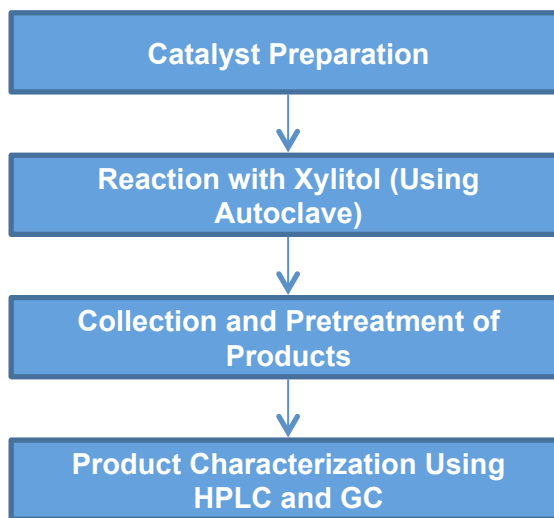 Catalyst Preparation
Reaction with Xylitol (Using
Autoclave)
Collection and Pretreatment of
Products
Product Characterization Using
HPLC and GC